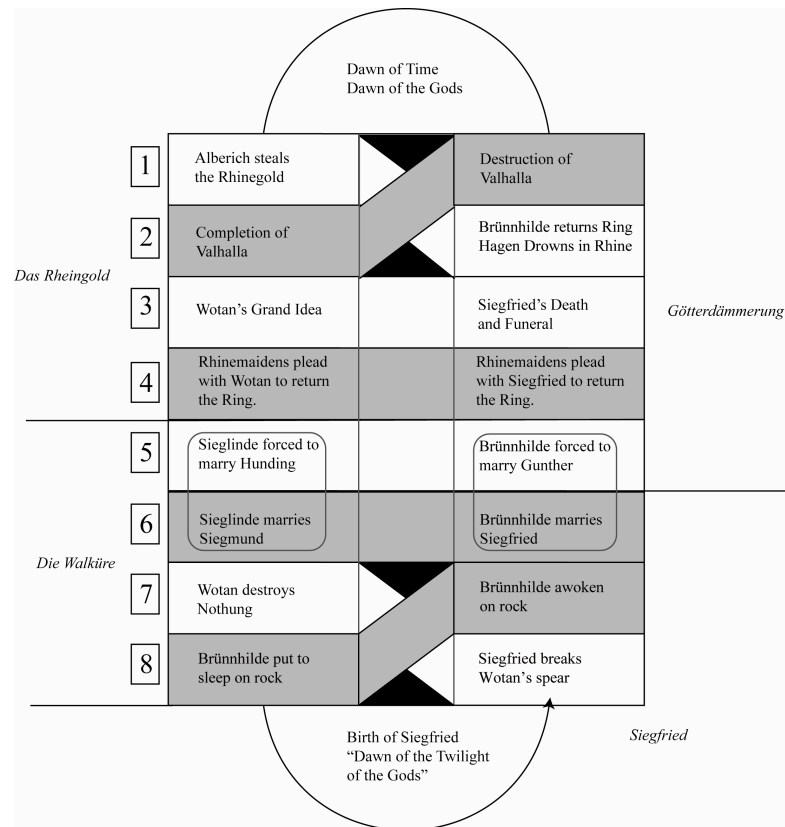 Dawn of Time
Dawn of the Gods
1
Alberich steals
the Rhinegold
Destruction of
Valhalla
2
Completion of
Valhalla
Brünnhilde returns Ring
Hagen Drowns in Rhine
Das Rheingold
3
Wotan’s Grand Idea
Siegfried’s Death
and Funeral
Götterdämmerung
4
Rhinemaidens plead
with Wotan to return
the Ring.
Rhinemaidens plead
with Siegfried to return
the Ring.
5
Sieglinde forced to
marry Hunding
Brünnhilde forced to
marry Gunther
6
Sieglinde marries
Siegmund
Brünnhilde marries
Siegfried
Die Walküre
7
Wotan destroys
Nothung
Brünnhilde awoken
on rock
8
Brünnhilde put to
sleep on rock
Siegfried breaks
Wotan’s spear
Siegfried
Birth of Siegfried
“Dawn of the Twilight
of the Gods”